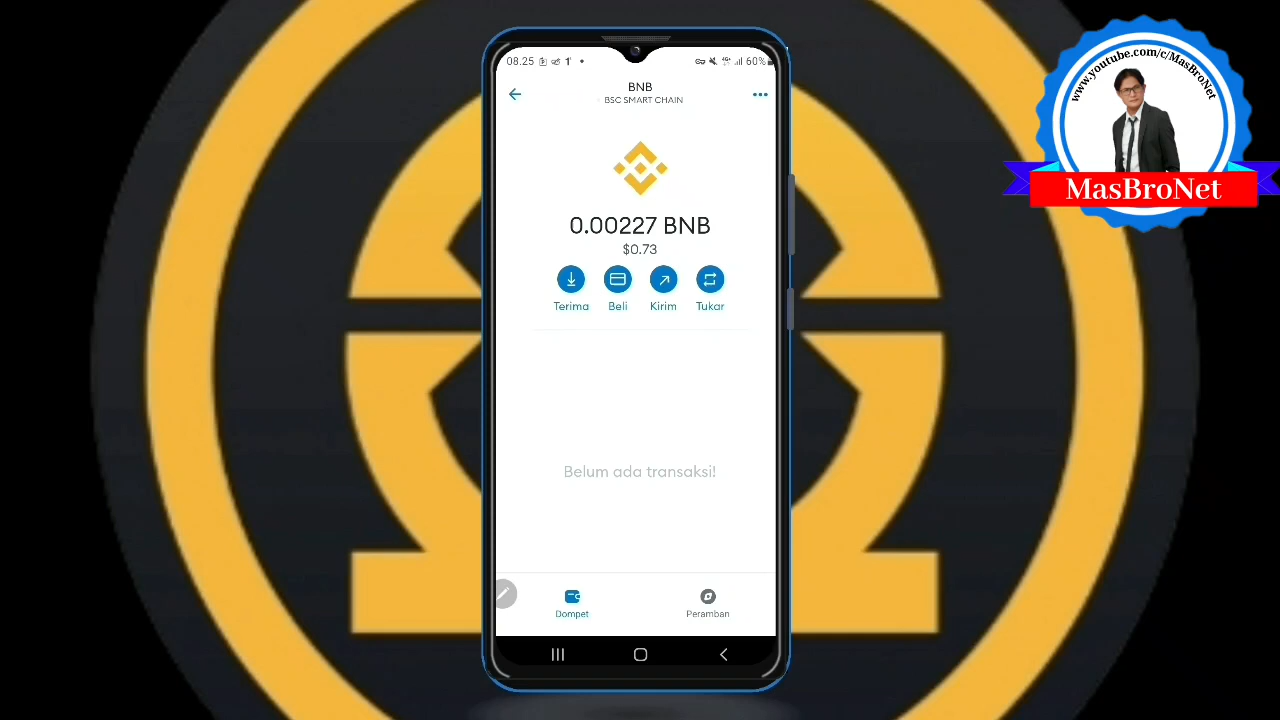 08.25
60%
BNB
BSC SMART CHAIN
0.00227 BNB
$0.73
Terima
Beli
Kirim
Tukar
Belum ada transaksi!
Dompet
Peramban
www.youtube.com/c/MasBroNet
MasBroNet